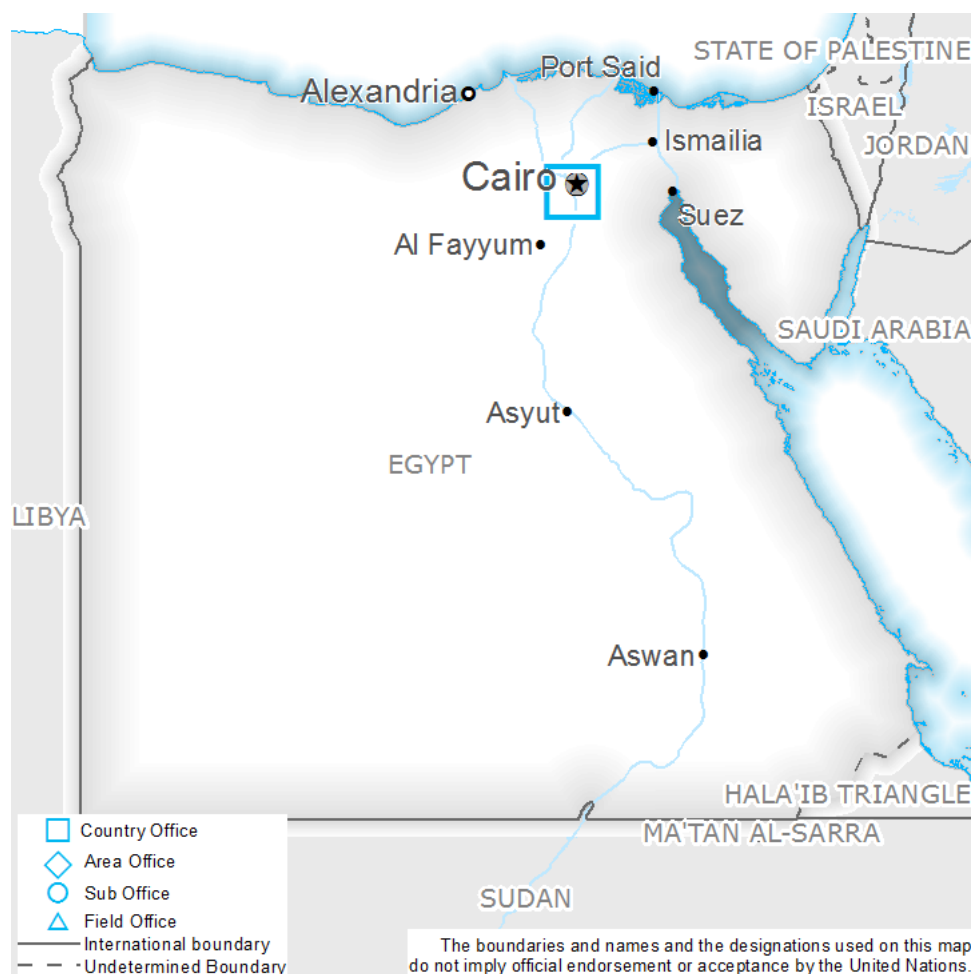 STATE OF PALESTINE
Port Said
Alexandria
ISRAEL
Ismailia
JORDAN
Cairo
Suez
Al Fayyum
SAUDI ARABIA
Asyut
EGYPT
LIBYA
Aswan
HALA'IB TRIANGLE
MA'TAN AL-SARRA
SUDAN
Country Office
Area Office
Sub Office
Field Office
International boundary
Undetermined Boundary
The boundaries and names and the designations used on this map
do not imply official endorsement or acceptance by the United Nations.